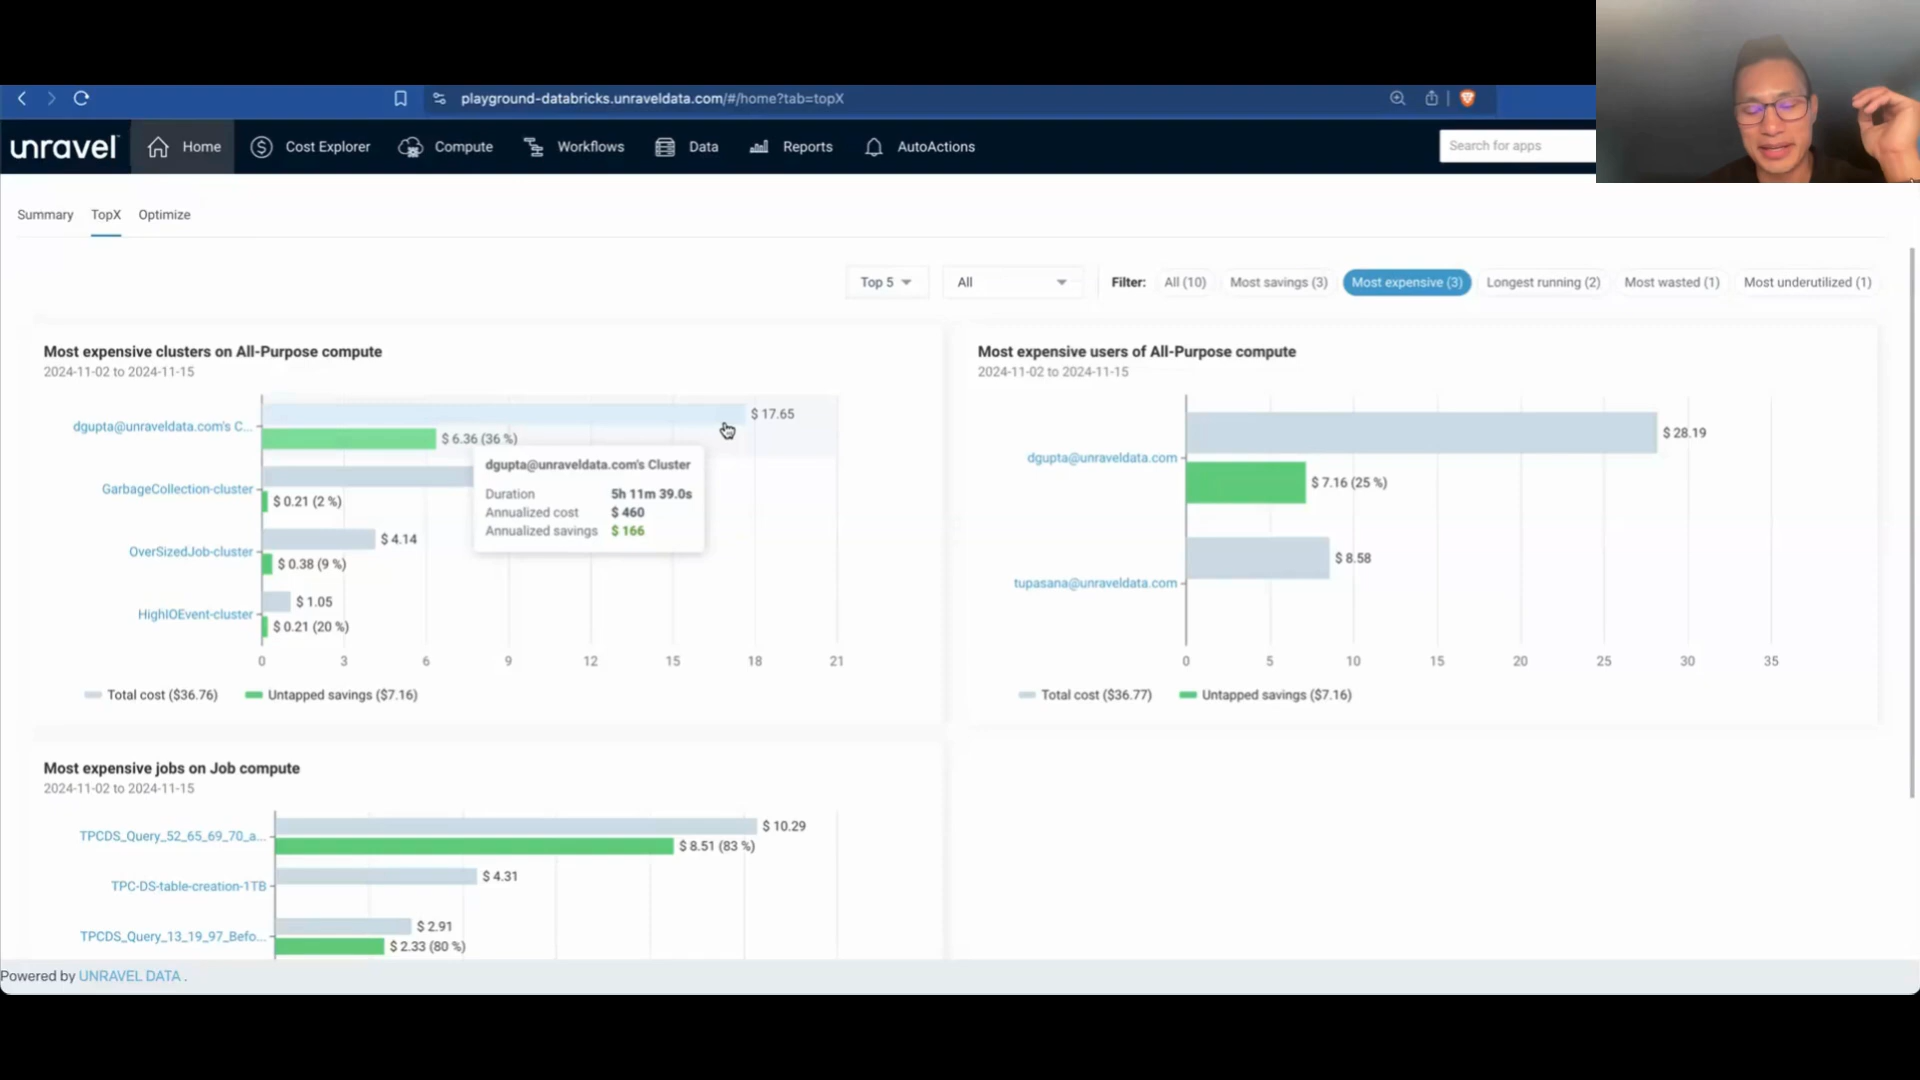 playground-databricks.unraveldata.com/#/home?tab=topX
unravel
Home
Cost Explorer
Compute
Workflows
Data
Reports
AutoActions
Search for apps
Summary
TopX
Optimize
Top 5
All
Filter:
All (10)
Most savings (3)
Most expensive (3)
Longest running (2)
Most wasted (1)
Most underutilized (1)
Most expensive clusters on All-Purpose compute
2024-11-02 to 2024-11-15
dgupta@unraveldata.com's C...
$ 17.65
$ 6.36 (36 %)
GarbageCollection-cluster
$ 0.21 (2 %)
OverSizedJob-cluster
$ 4.14
$ 0.38 (9 %)
HighIOEvent-cluster
$ 1.05
$ 0.21 (20 %)
0 3 6 9 12 15 18 21
Total cost ($36.76)
Untapped savings ($7.16)
dgupta@unraveldata.com's Cluster
Duration 5h 11m 39.0s
Annualized cost $ 460
Annualized savings $ 166
Most expensive users of All-Purpose compute
2024-11-02 to 2024-11-15
dgupta@unraveldata.com
$ 28.19
$ 7.16 (25 %)
tupasana@unraveldata.com
$ 8.58
0 5 10 15 20 25 30 35
Total cost ($36.77)
Untapped savings ($7.16)
Most expensive jobs on Job compute
2024-11-02 to 2024-11-15
TPCDS_Query_52_65_69_70_a...
$ 10.29
$ 8.51 (83 %)
TPC-DS-table-creation-1TB
$ 4.31
TPCDS_Query_13_19_97_Befo...
$ 2.91
$ 2.33 (80 %)
Powered by UNRAVEL DATA .